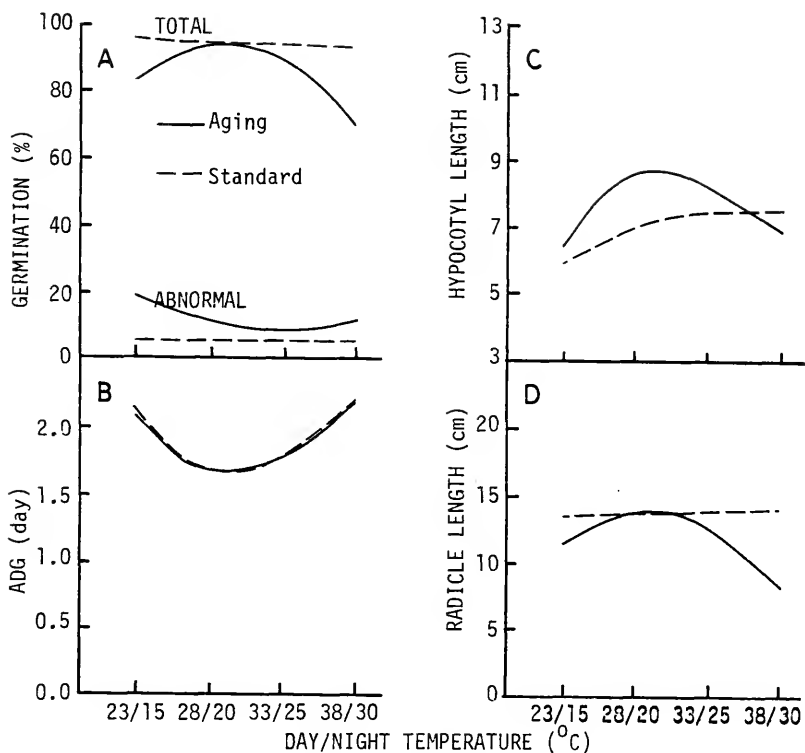 A
TOTAL
Aging
Standard
ABNORMAL
GERMINATION (%)
100
80
60
40
20
0
B
ADG (day)
2.0
1.5
1.0
0.5
0.0
23/15 28/20 33/25 38/30
C
HYPOCOTYL LENGTH (cm)
13
11
9
7
5
3
D
RADICLE LENGTH (cm)
20
15
10
5
0
23/15 28/20 33/25 38/30
DAY/NIGHT TEMPERATURE (°C)